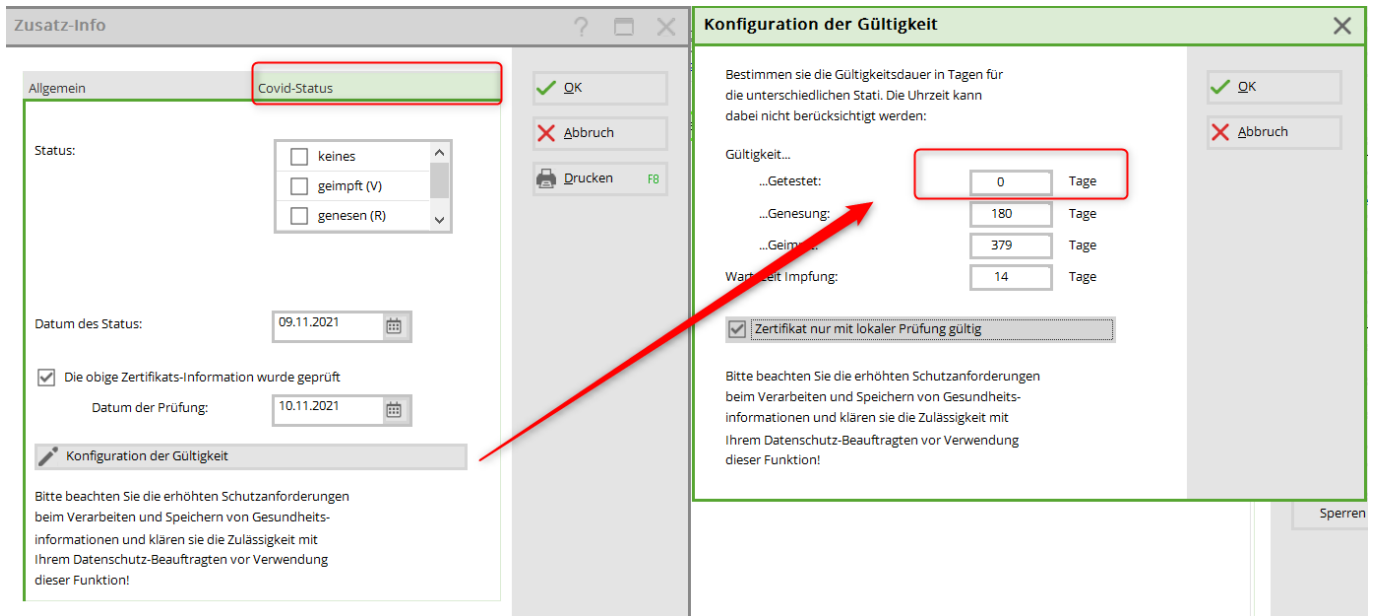 Zusatz-Info
Allgemein
Covid-Status
Status:
keines
geimpft (V)
genesen (R)
Datum des Status:
09.11.2021
Die obige Zertifikats-Information wurde geprüft
Datum der Prüfung:
10.11.2021
Konfiguration der Gültigkeit
Bitte beachten Sie die erhöhten Schutzanforderungen
beim Verarbeiten und Speichern von Gesundheits-
informationen und klären sie die Zulässigkeit mit
Ihrem Datenschutz-Beauftragten vor Verwendung
dieser Funktion!
OK
Abbruch
Drucken F8
Konfiguration der Gültigkeit
Bestimmen sie die Gültigkeitsdauer in Tagen für
die unterschiedlichen Stati. Die Uhrzeit kann
dabei nicht berücksichtigt werden:
Gültigkeit...
...Getestet: 0 Tage
...Genesung: 180 Tage
379 Tage
Impfung: 14 Tage
Zertifikat nur mit lokaler Prüfung gültig
Bitte beachten Sie die erhöhten Schutzanforderungen
beim Verarbeiten und Speichern von Gesundheits-
informationen und klären sie die Zulässigkeit mit
Ihrem Datenschutz-Beauftragten vor Verwendung
dieser Funktion!
OK
Abbruch
Sperren